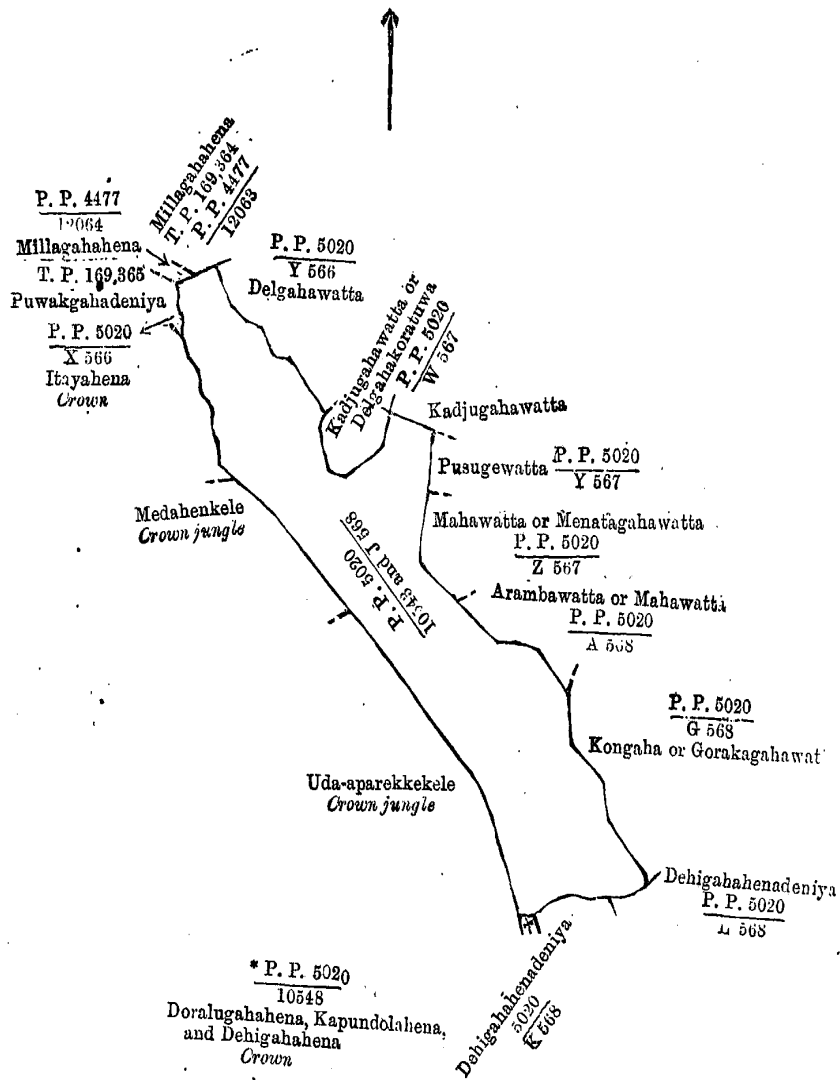 Millagahahena
T. P. 169,364
P. P. 4477
12063
P. P. 4477
12064
Millagahahena
T. P. 169,365
Puwakgahadeniya
P. P. 5020
X 566
Itayahena
Crown
P. P. 5020
Y 566
Delgahawatta
Kadjugahawatta or
Delgahakoratuwa
P. P. 5020
W 567
Kadjugahawatta
Pusugewatta P. P. 5020
Y 567
Medahenkele
Crown jungle
Mahawatta or Menatagahawatta
P. P. 5020
Z 567
P. P. 5020
10543 and J 568
Arambawatta or Mahawatta
P. P. 5020
A 568
P. P. 5020
G 568
Kongaha or Gorakagahawat
Uda-aparekkekele
Crown jungle
Dehigahahenadeniya
P. P. 5020
L 568
*
Dehigahahenadeniya
5020
K 568
* P. P. 5020
10548
Doralugahahena, Kapundolahena,
and Dehigahahena
Crown